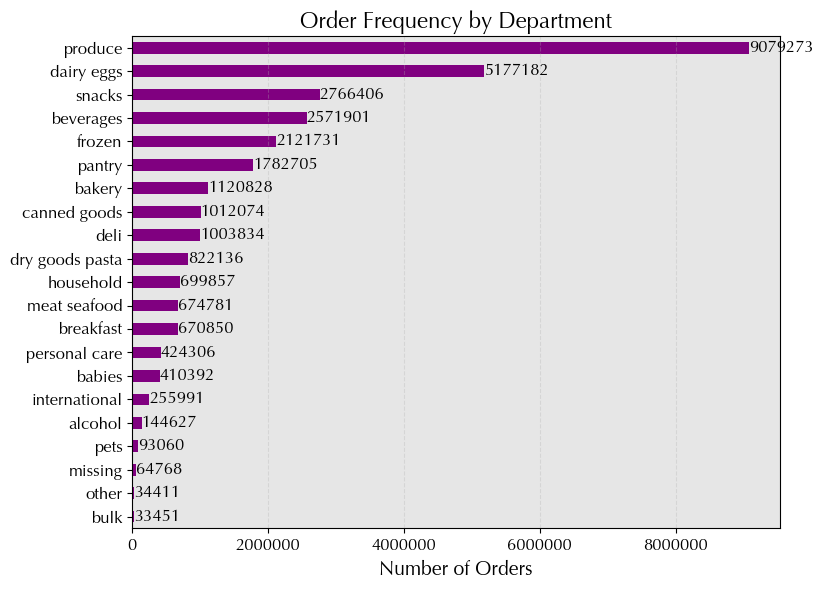 Order Frequency by Department
produce 9079273
dairy eggs 5177182
snacks 2766406
beverages 2571901
frozen 2121731
pantry 1782705
bakery 1120828
canned goods 1012074
deli 1003834
dry goods pasta 822136
household 699857
meat seafood 674781
breakfast 670850
personal care 424306
babies 410392
international 255991
alcohol 144627
pets 93060
missing 64768
other 34411
bulk 33451
0 2000000 4000000 6000000 8000000
Number of Orders